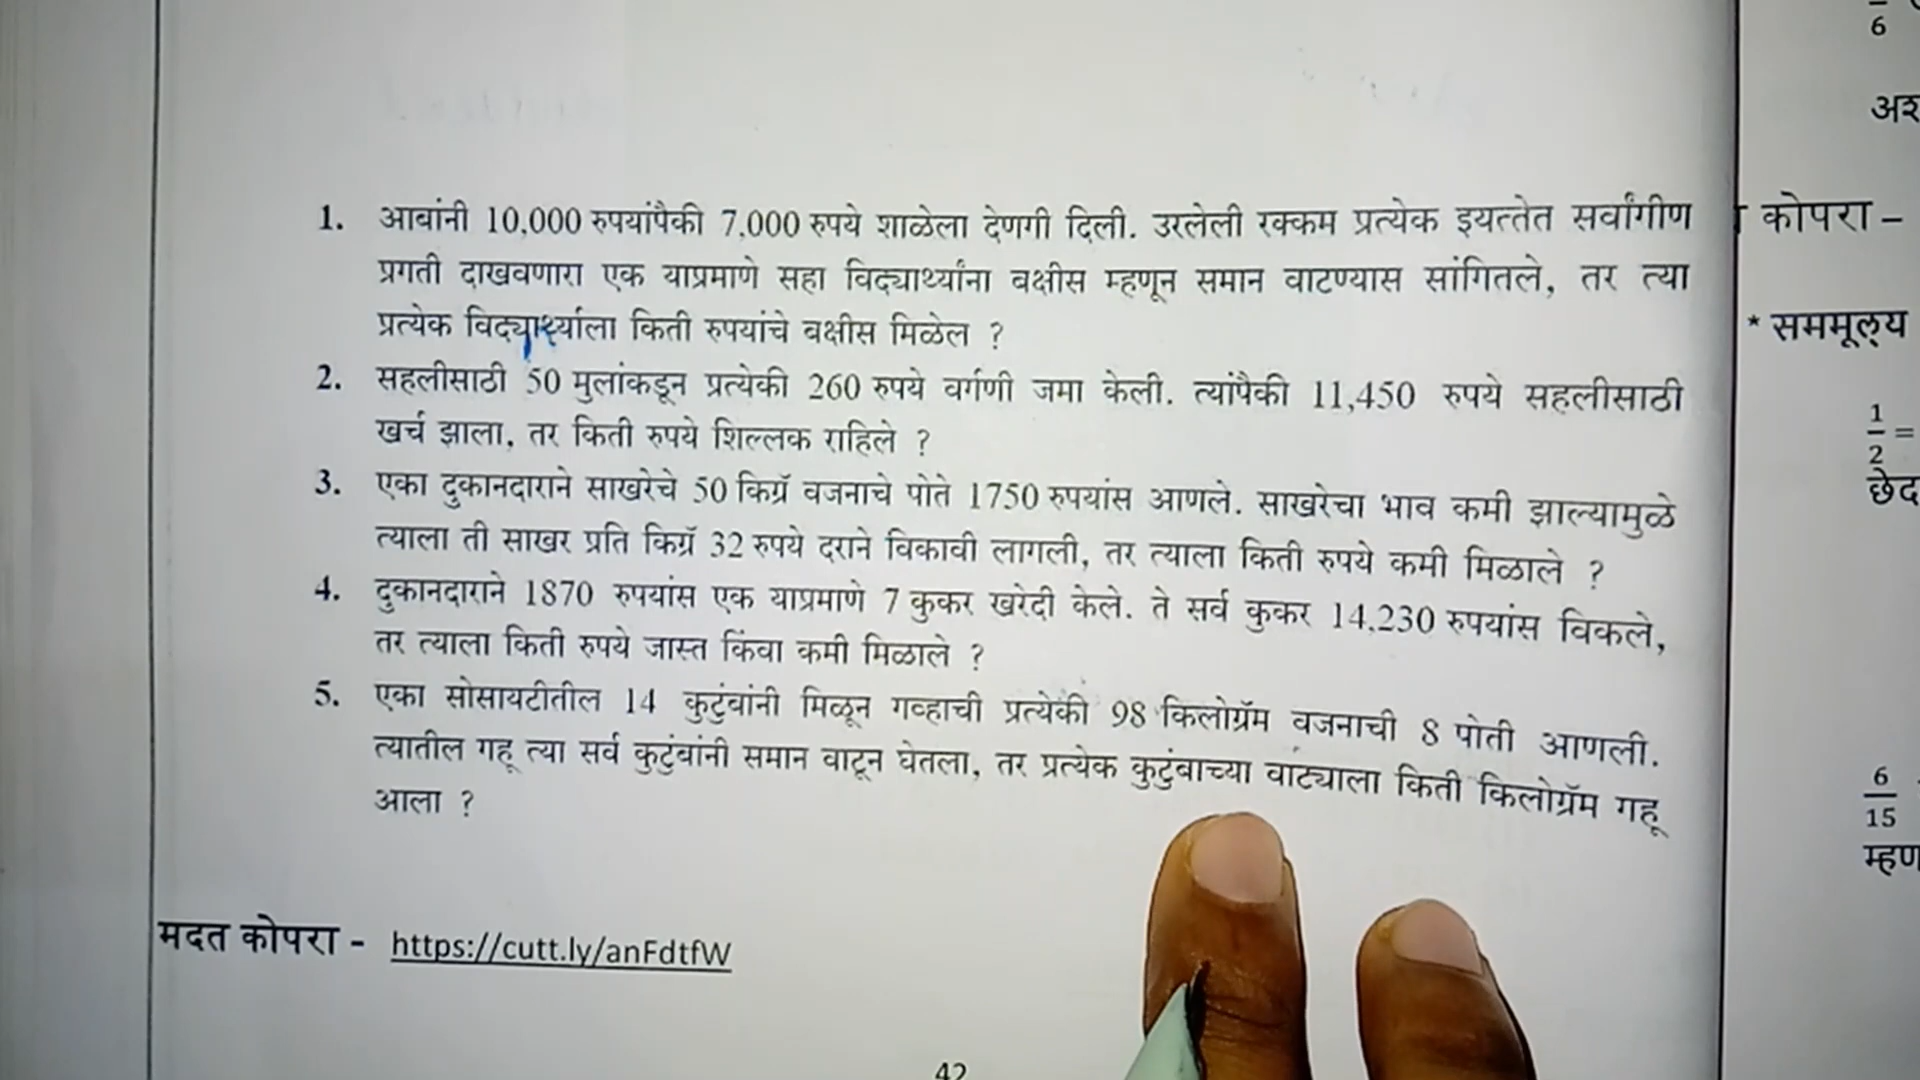 1. आबांनी 10,000 रुपयांपैकी 7,000 रुपये शाळेला देणगी दिली. उरलेली रक्कम प्रत्येक इयत्तेत सर्वांगीण
प्रगती दाखवणारा एक याप्रमाणे सहा विद्यार्थ्यांना बक्षीस म्हणून समान वाटण्यास सांगितले, तर त्या
प्रत्येक विद्यार्थ्याला किती रुपयांचे बक्षीस मिळेल ?
2. सहलीसाठी 50 मुलांकडून प्रत्येकी 260 रुपये वर्गणी जमा केली. त्यांपैकी 11,450 रुपये सहलीसाठी
खर्च झाला, तर किती रुपये शिल्लक राहिले ?
3. एका दुकानदाराने साखरेचे 50 किग्रॅ वजनाचे पोते 1750 रुपयांस आणले. साखरेचा भाव कमी झाल्यामुळे
त्याला ती साखर प्रति किग्रॅ 32 रुपये दराने विकावी लागली, तर त्याला किती रुपये कमी मिळाले ?
4. दुकानदाराने 1870 रुपयांस एक याप्रमाणे 7 कुकर खरेदी केले. ते सर्व कुकर 14,230 रुपयांस विकले,
तर त्याला किती रुपये जास्त किंवा कमी मिळाले ?
5. एका सोसायटीतील 14 कुटुंबांनी मिळून गव्हाची प्रत्येकी 98 किलोग्रॅम वजनाची 8 पोती आणली.
त्यातील गहू त्या सर्व कुटुंबांनी समान वाटून घेतला, तर प्रत्येक कुटुंबाच्या वाट्याला किती किलोग्रॅम गहू
आला ?
मदत कोपरा - https://cutt.ly/anFdtfW
42
6
कोपरा –
* सममूल्य
1/2 =
6/15